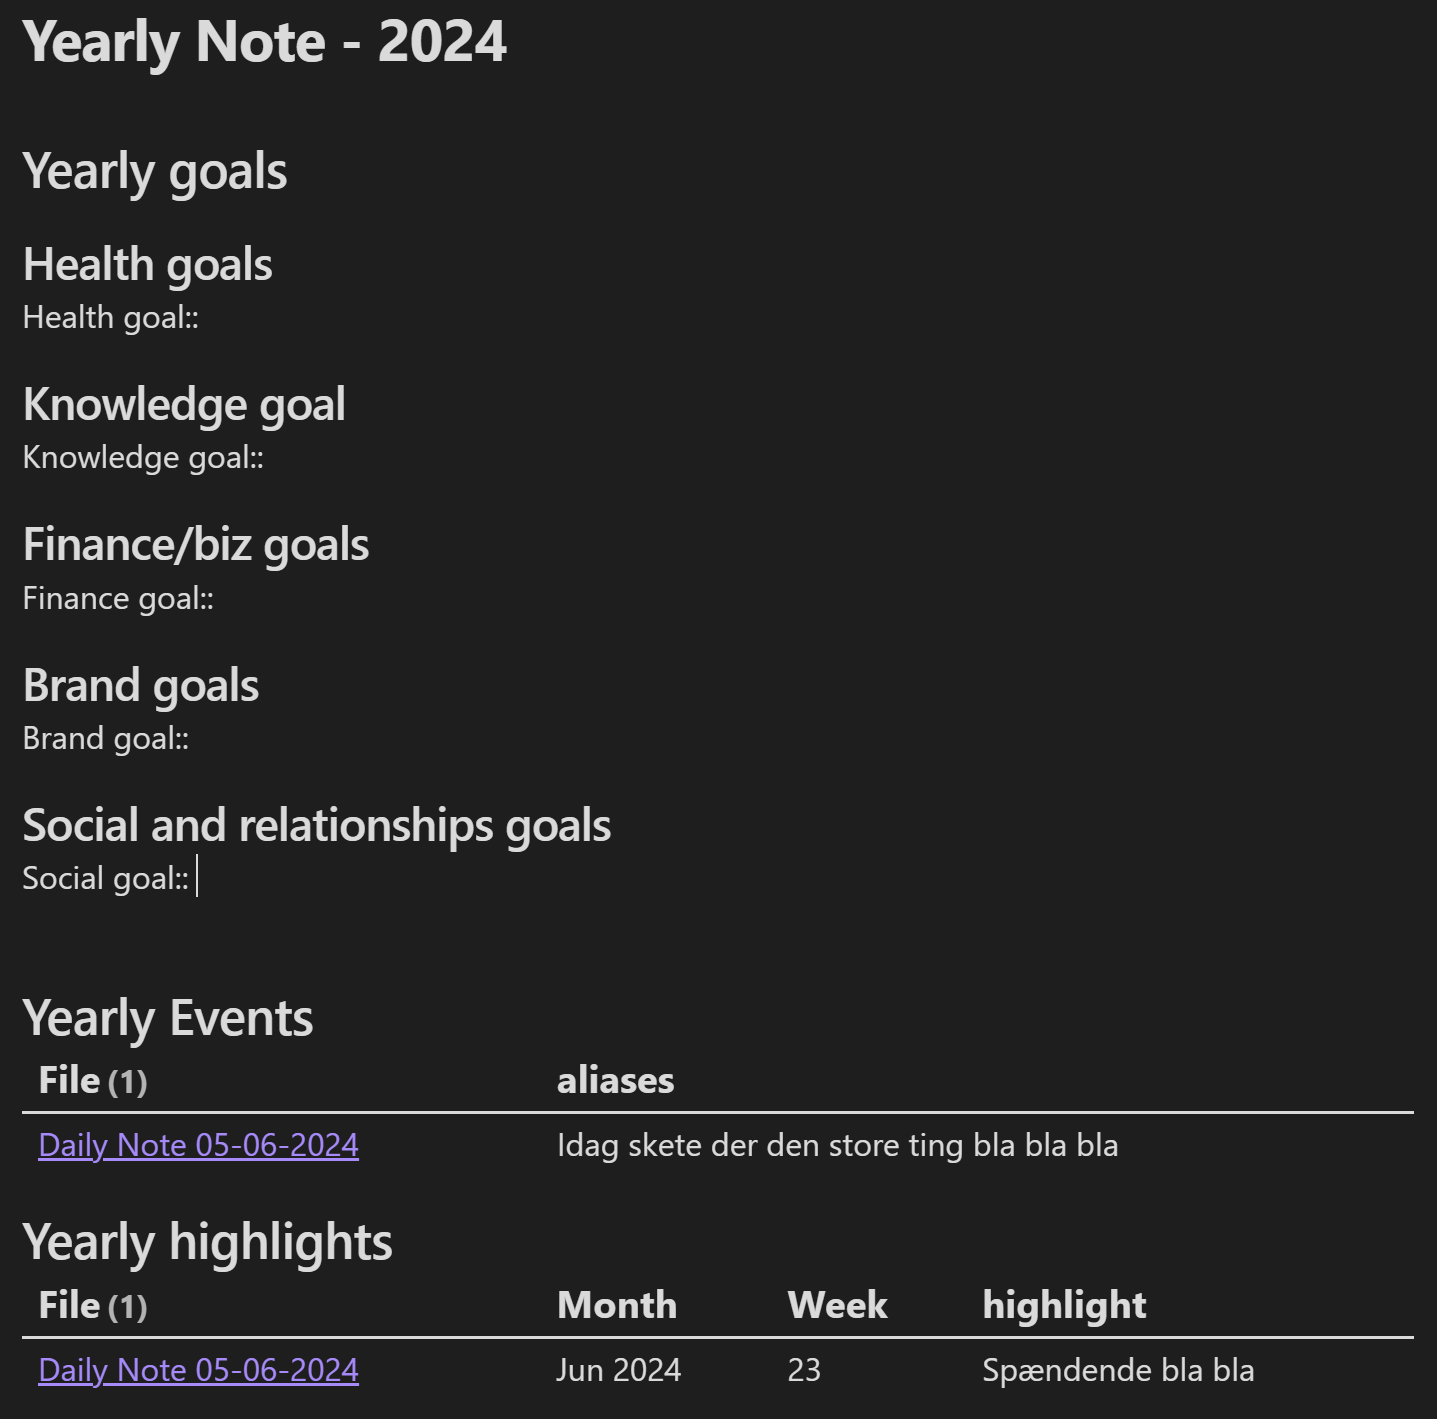 Yearly Note - 2024
Yearly goals
Health goals
Health goal::
Knowledge goal
Knowledge goal::
Finance/biz goals
Finance goal::
Brand goals
Brand goal::
Social and relationships goals
Social goal::
Yearly Events
File (1) aliases
Daily Note 05-06-2024 Idag skete der den store ting bla bla bla
Yearly highlights
File (1) Month Week highlight
Daily Note 05-06-2024 Jun 2024 23 Spændende bla bla